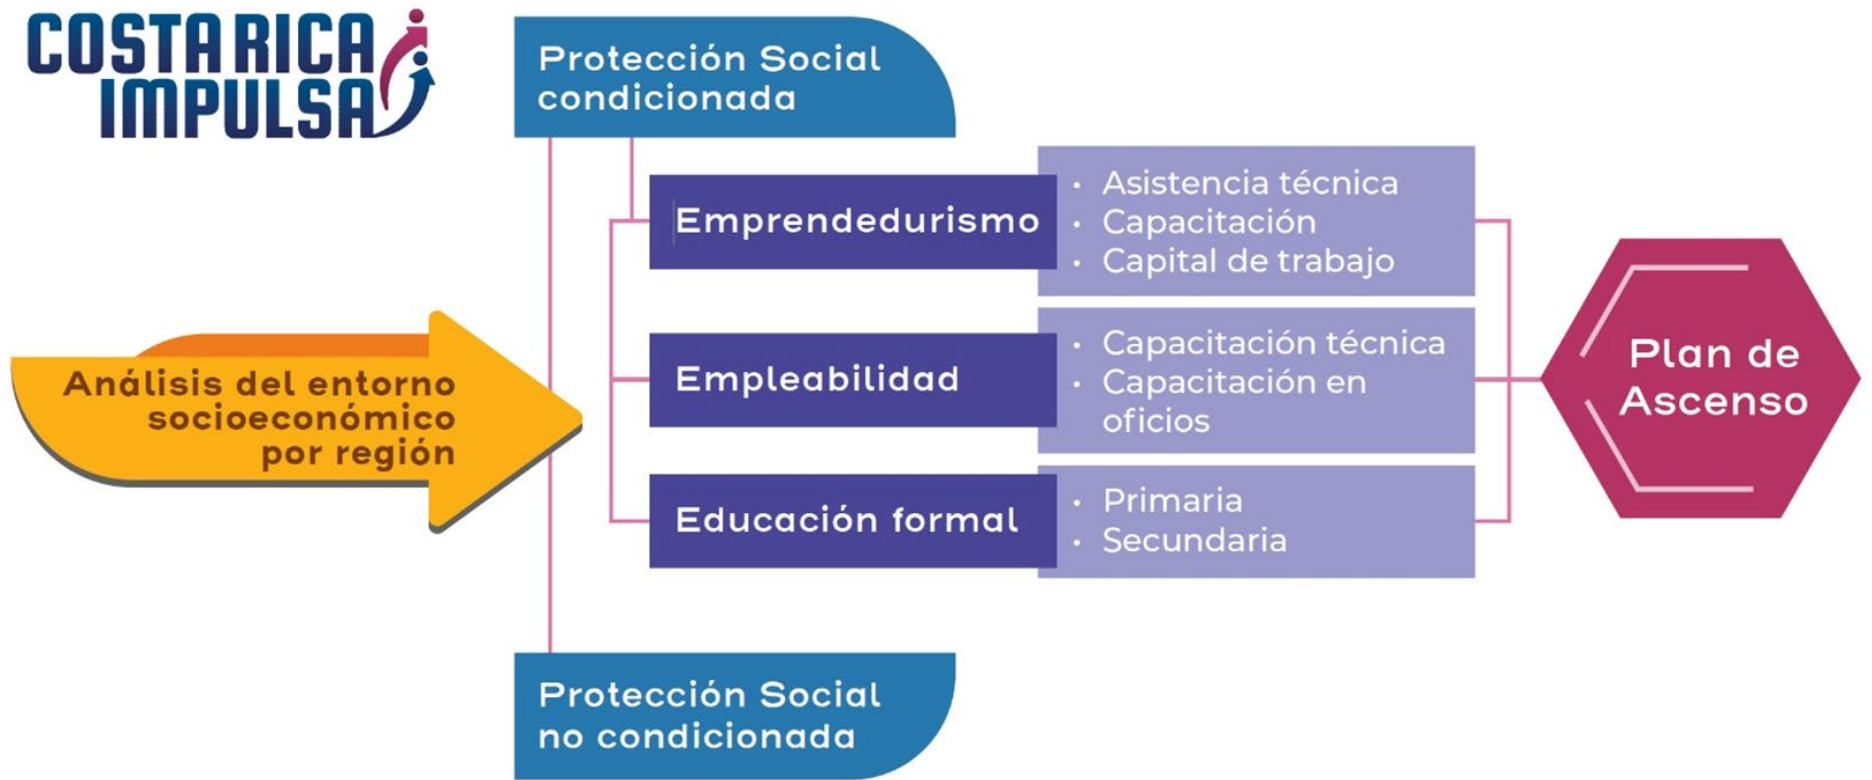 COSTA RICA
IMPULSA
Protección Social
condicionada
Emprendedurismo
• Asistencia técnica
• Capacitación
• Capital de trabajo
Análisis del entorno
socioeconómico
por región
Empleabilidad
• Capacitación técnica
• Capacitación en
oficios
Educación formal
• Primaria
• Secundaria
Plan de
Ascenso
Protección Social
no condicionada